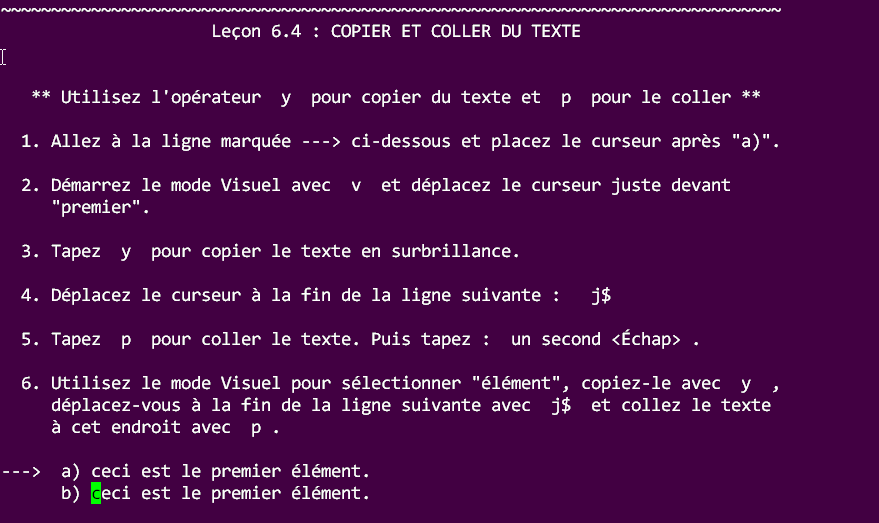 ~~~~~~~~~~~~~~~~~~~~~~~~~~~~~~~~~~~~~~~~~~~~~~~~~~~~~~~~~~~~~~~~~~~~~~~~~~~~~~
Leçon 6.4 : COPIER ET COLLER DU TEXTE
** Utilisez l'opérateur  y  pour copier du texte et  p  pour le coller **
1. Allez à la ligne marquée ---> ci-dessous et placez le curseur après "a)".
2. Démarrez le mode Visuel avec  v  et déplacez le curseur juste devant
"premier".
3. Tapez  y  pour copier le texte en surbrillance.
4. Déplacez le curseur à la fin de la ligne suivante :   j$
5. Tapez  p  pour coller le texte. Puis tapez :  un second <Échap> .
6. Utilisez le mode Visuel pour sélectionner "élément", copiez-le avec  y  ,
déplacez-vous à la fin de la ligne suivante avec  j$  et collez le texte
à cet endroit avec  p .
--->  a) ceci est le premier élément.
b) ceci est le premier élément.